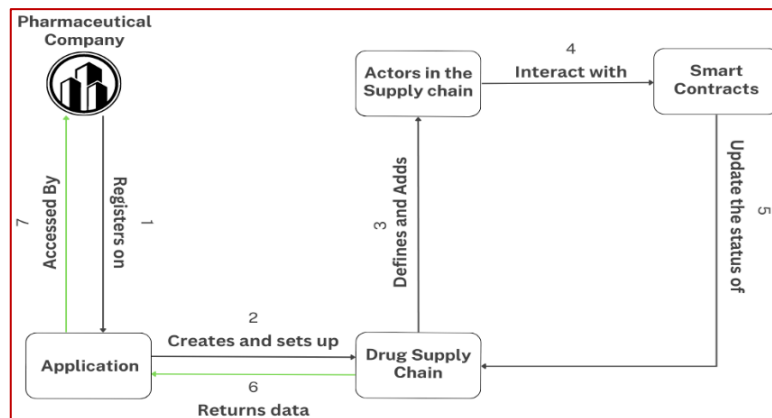 Pharmaceutical
Company
4
Interact with
Actors in the
Supply chain
Smart
Contracts
7
Accessed By
Registers on
1
3
Defines and Adds
Update the status of
5
2
Creates and sets up
Application
Drug Supply
Chain
6
Returns data